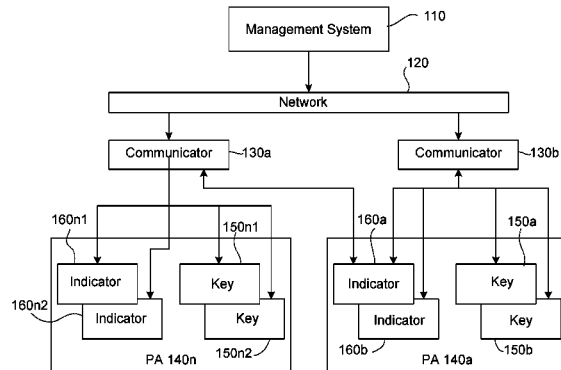 110
Management System
120
Network
Communicator
130a
Communicator
130b
160n1
150n1
160a
150a
Indicator
Key
Indicator
Key
160n2
Indicator
Key
Indicator
Key
PA 140n
150n2
160b
PA 140a
150b